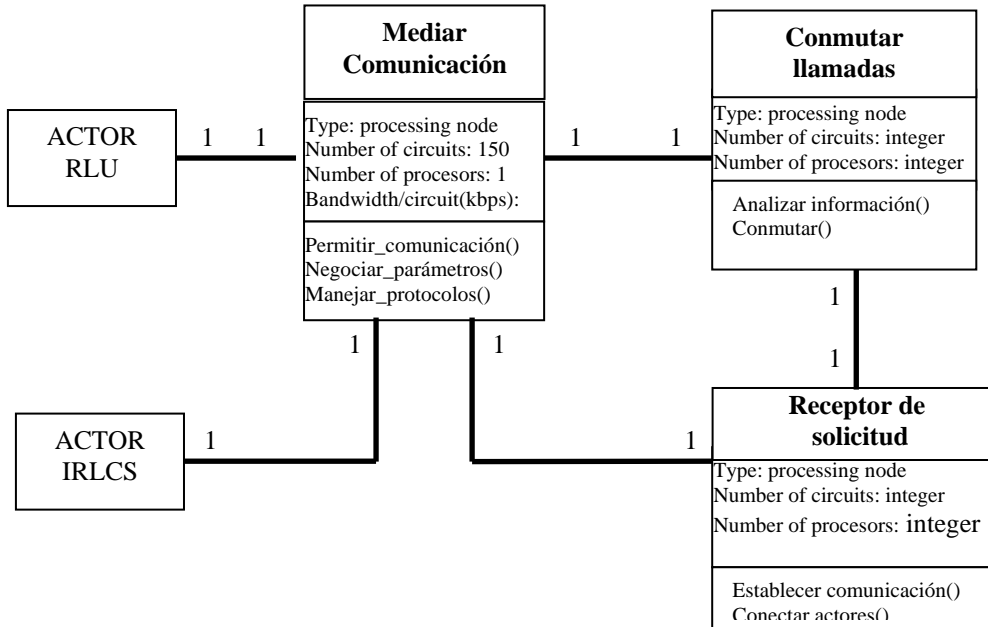 Mediar
Comunicación
Type: processing node
Number of circuits: 150
Number of procesors: 1
Bandwidth/circuit(kbps):
Permitir_comunicación()
Negociar_parámetros()
Manejar_protocolos()
Conmutar
llamadas
Type: processing node
Number of circuits: integer
Number of procesors: integer
Analizar información()
Conmutar()
ACTOR
RLU
1 1
1 1
1
1
1 1
ACTOR
IRLCS
1
1
Receptor de
solicitud
Type: processing node
Number of circuits: integer
Number of procesors: integer
Establecer comunicación()
Conectar actores()